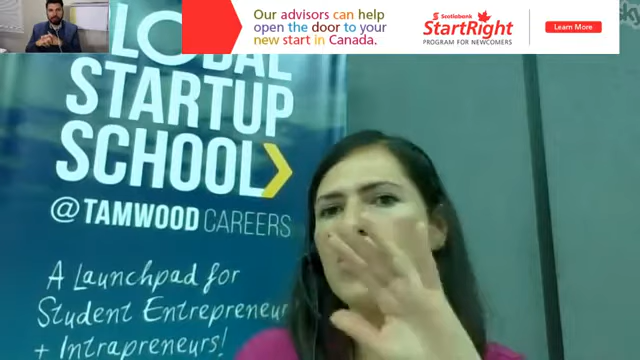 Our advisors can help
open the door to your
new start in Canada.
Scotiabank
StartRight
PROGRAM FOR NEWCOMERS
Learn More
GLOBAL
STARTUP
SCHOOL
@TAMWOOD CAREERS
A Launchpad for
Student Entrepreneur
+ Intrapreneurs!